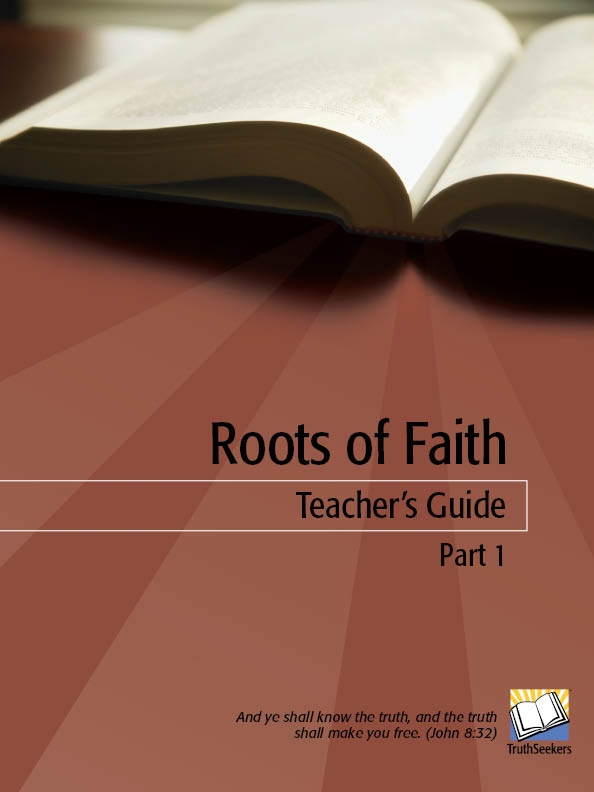 Roots of Faith
Teacher's Guide
Part 1
And ye shall know the truth, and the truth
shall make you free. (John 8:32)
TruthSeekers